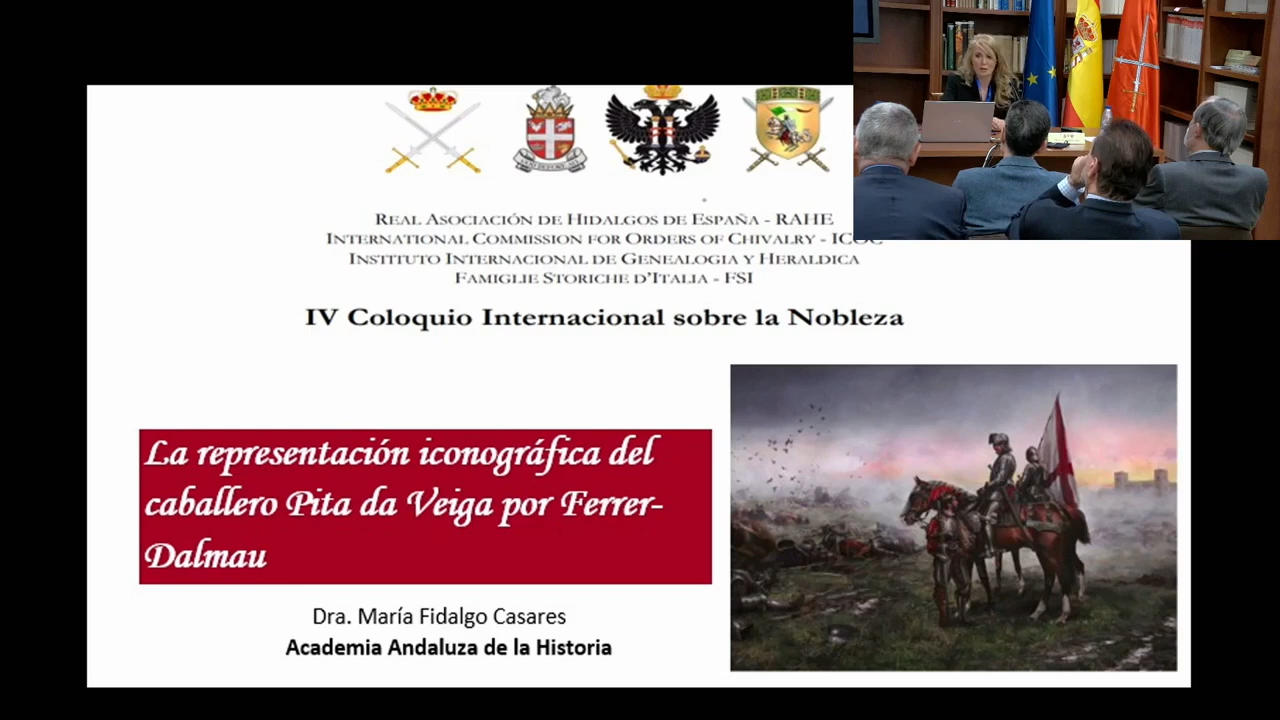 Real Asociación de Hidalgos de España - RAHE
International Commission for Orders of Chivalry - ICOC
Instituto Internacional de Genealogia y Heraldica
Famiglie Storiche d'Italia - FSI
IV Coloquio Internacional sobre la Nobleza
La representación iconográfica del
caballero Pita da Veiga por Ferrer-
Dalmau
Dra. María Fidalgo Casares
Academia Andaluza de la Historia